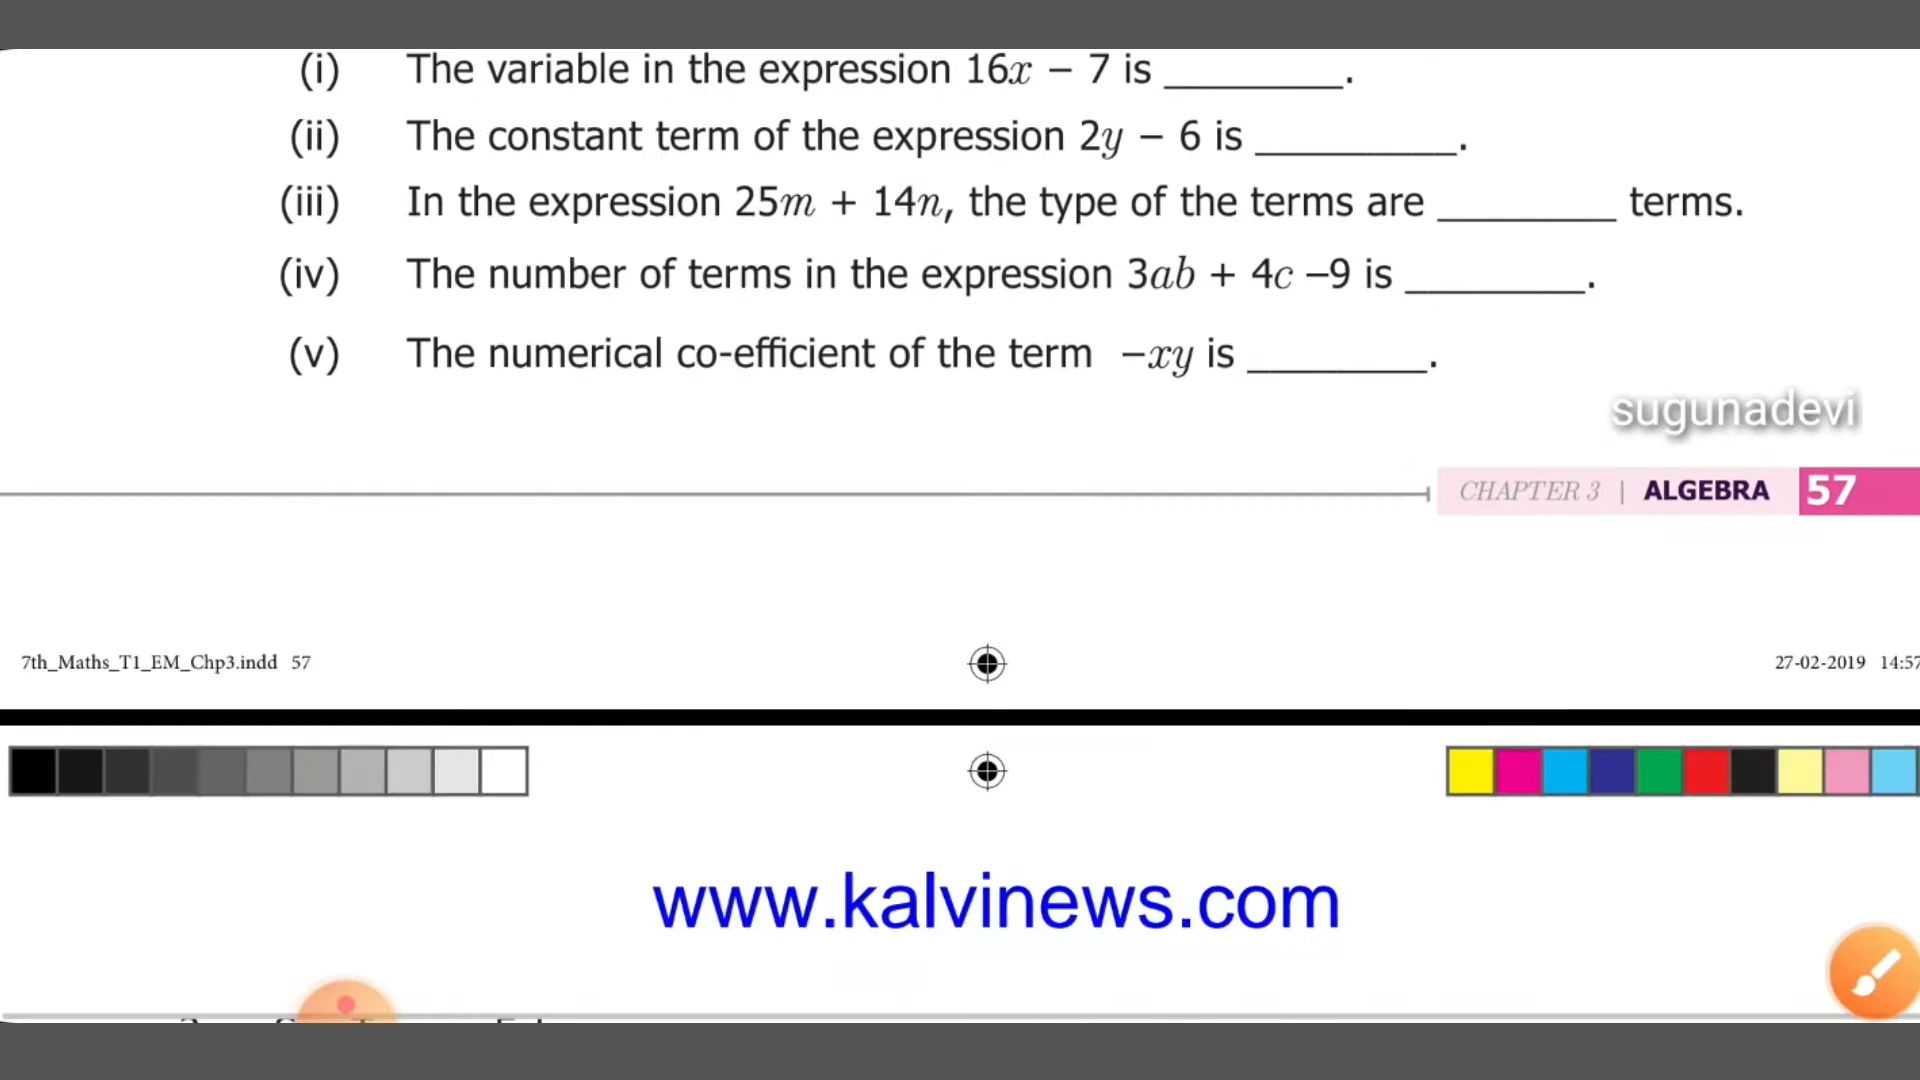 (i) The variable in the expression 16x − 7 is ________.
(ii) The constant term of the expression 2y − 6 is _________.
(iii) In the expression 25m + 14n, the type of the terms are ________ terms.
(iv) The number of terms in the expression 3ab + 4c –9 is ________.
(v) The numerical co-efficient of the term −xy is ________.
sugunadevi
CHAPTER 3 | ALGEBRA 57
7th_Maths_T1_EM_Chp3.indd 57
27-02-2019 14:57
www.kalvinews.com